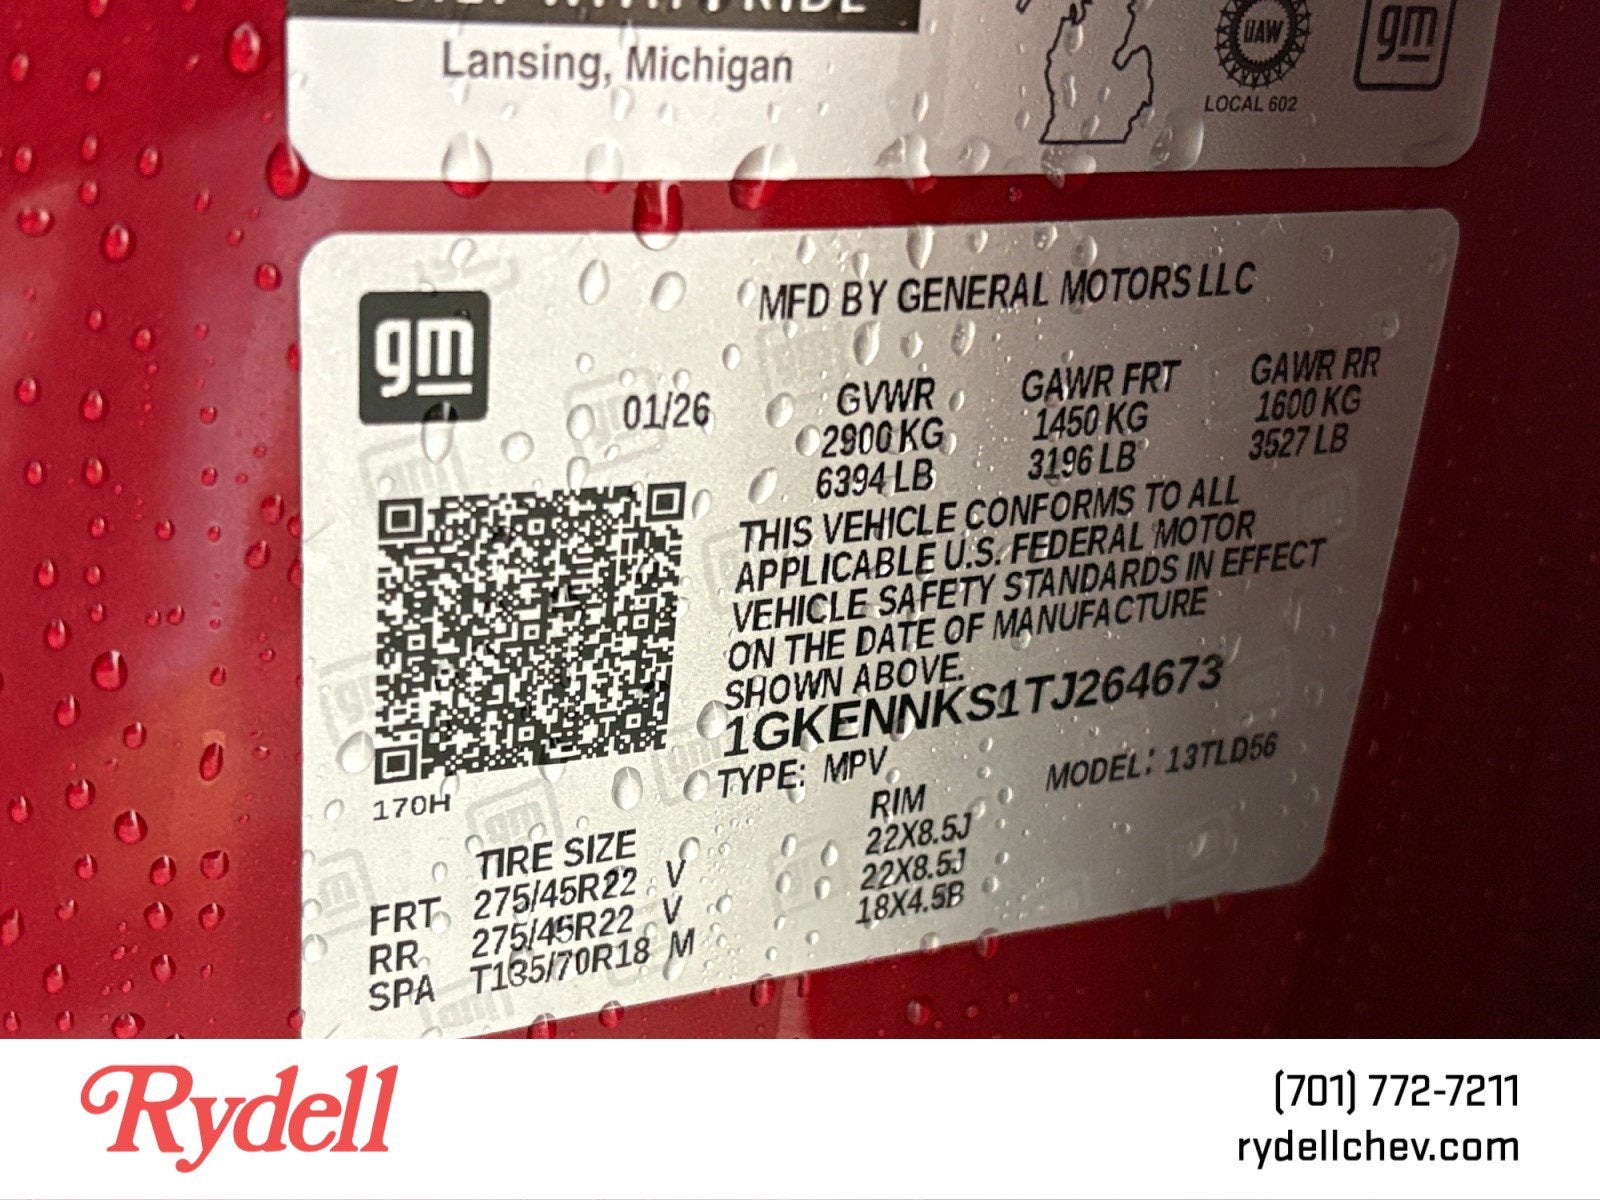 BUILT WITH PRIDE
Lansing, Michigan
UAW
LOCAL 602
gm
gm
MFD BY GENERAL MOTORS LLC
01/26
GVWR GAWR FRT GAWR RR
2900 KG 1450 KG 1600 KG
6394 LB 3196 LB 3527 LB
THIS VEHICLE CONFORMS TO ALL
APPLICABLE U.S. FEDERAL MOTOR
VEHICLE SAFETY STANDARDS IN EFFECT
ON THE DATE OF MANUFACTURE
SHOWN ABOVE.
1GKENNKS1TJ264673
TYPE: MPV MODEL: 13TLD56
170H
TIRE SIZE RIM
FRT 275/45R22 V 22X8.5J
RR 275/45R22 V 22X8.5J
SPA T135/70R18 M 18X4.5B
Rydell
(701) 772-7211
rydellchev.com